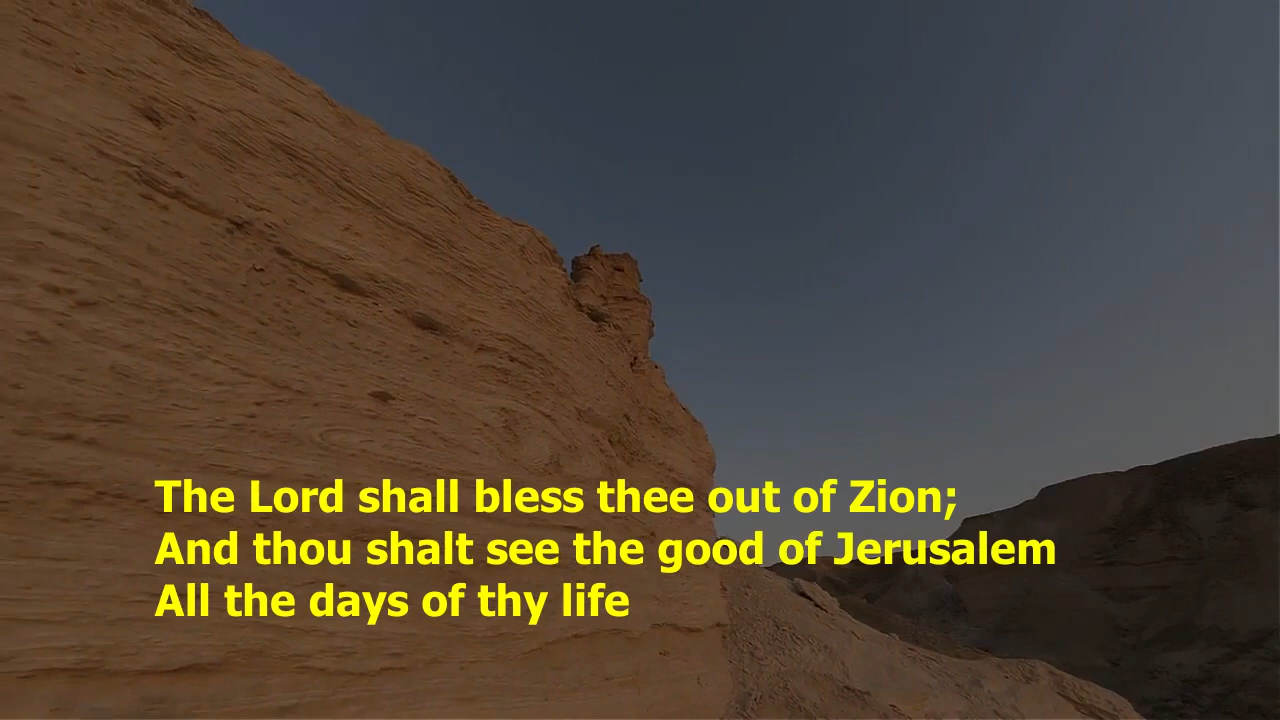 The Lord shall bless thee out of Zion;
And thou shalt see the good of Jerusalem
All the days of thy life